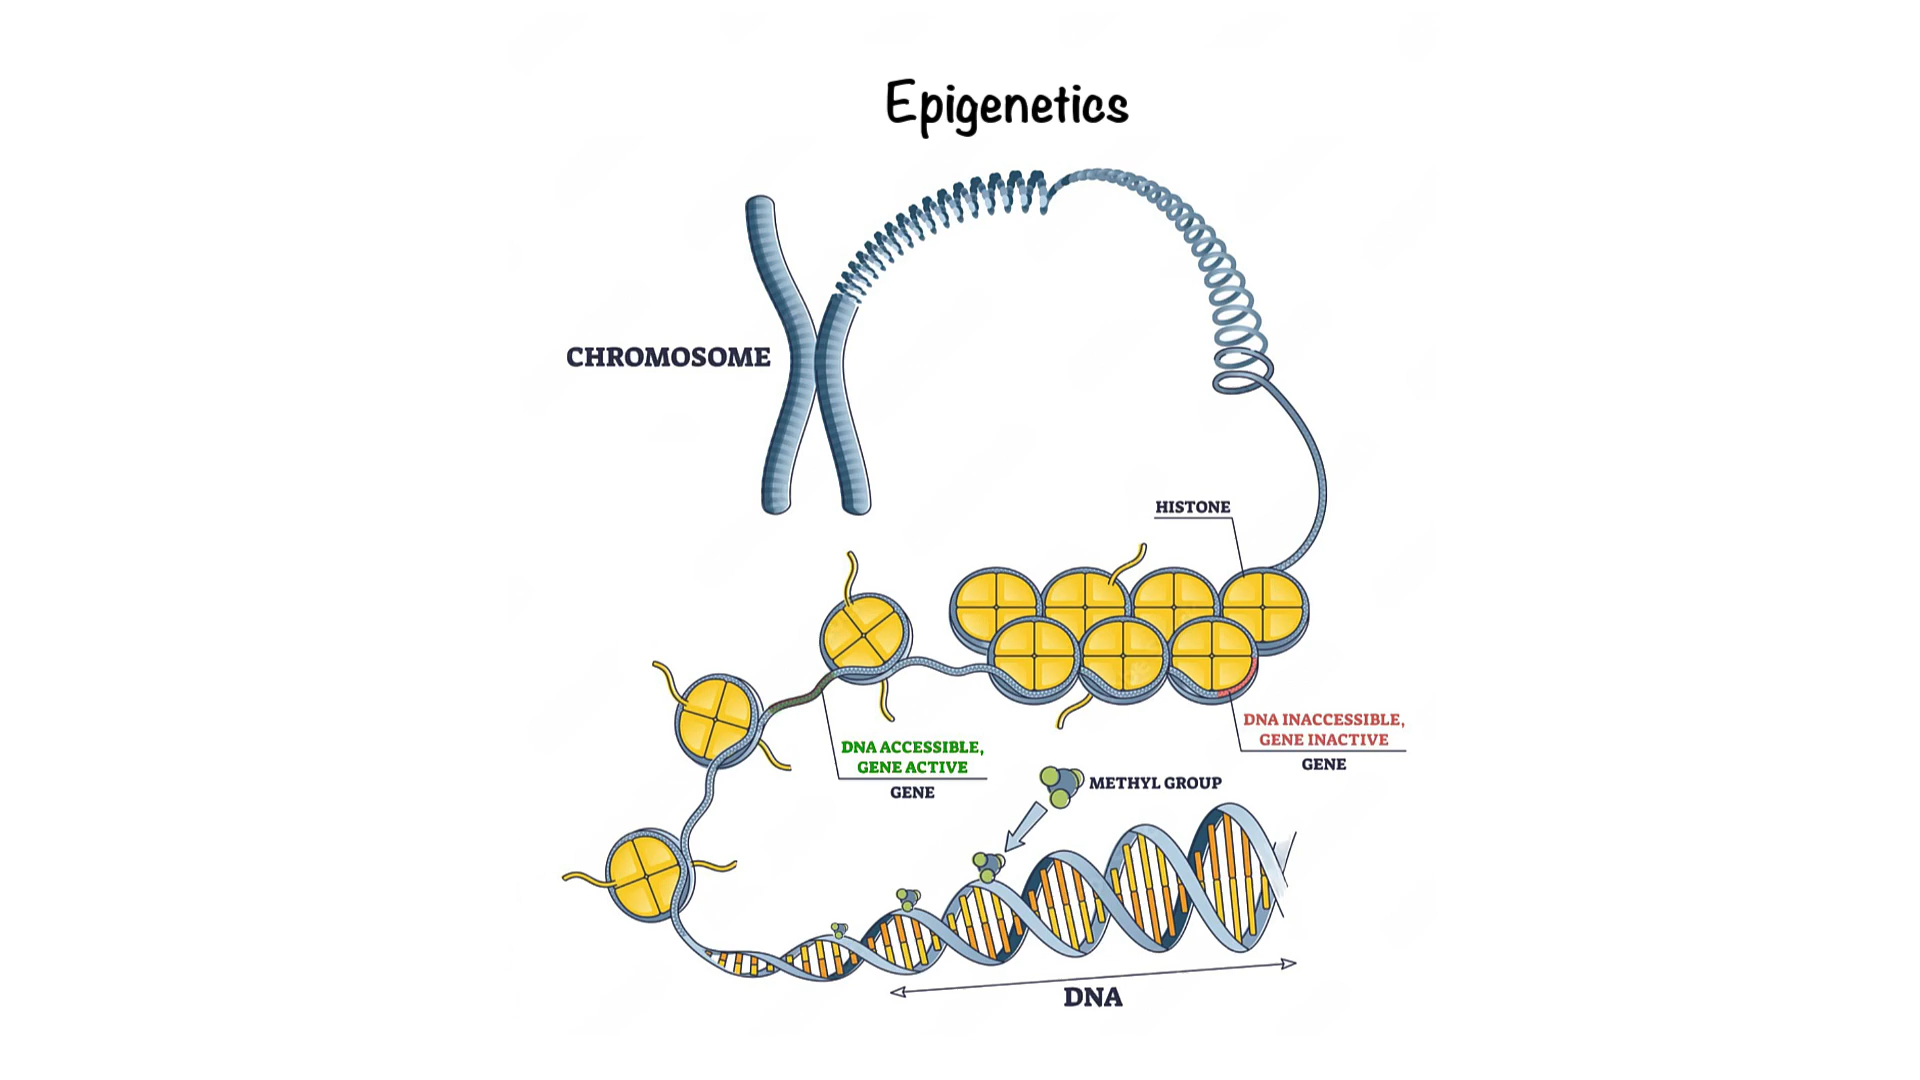 Epigenetics
CHROMOSOME
HISTONE
DNA INACCESSIBLE,
GENE INACTIVE
GENE
DNA ACCESSIBLE,
GENE ACTIVE
GENE
METHYL GROUP
DNA